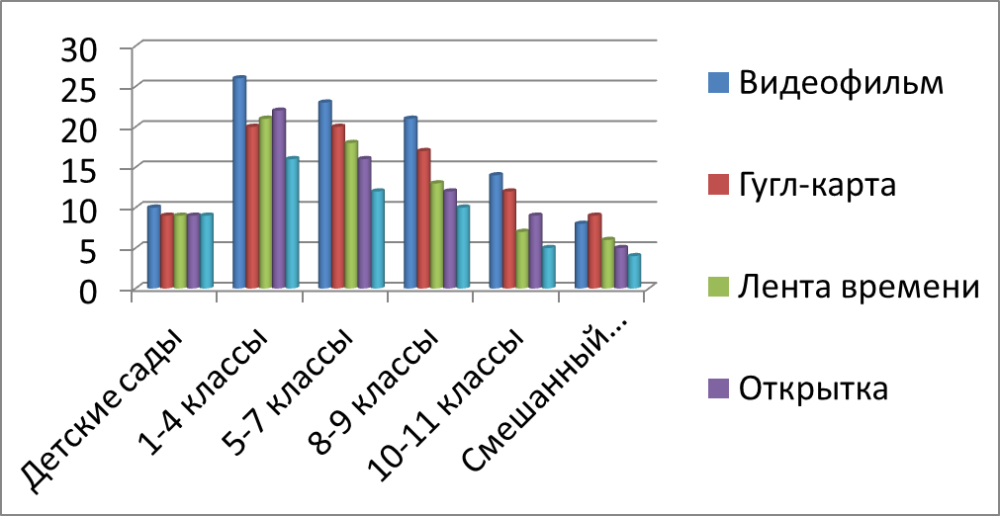 30
25
20
15
10
5
0
Детские сады
1-4 классы
5-7 классы
8-9 классы
10-11 классы
Смешанный...
Видеофильм
Гугл-карта
Лента времени
Открытка